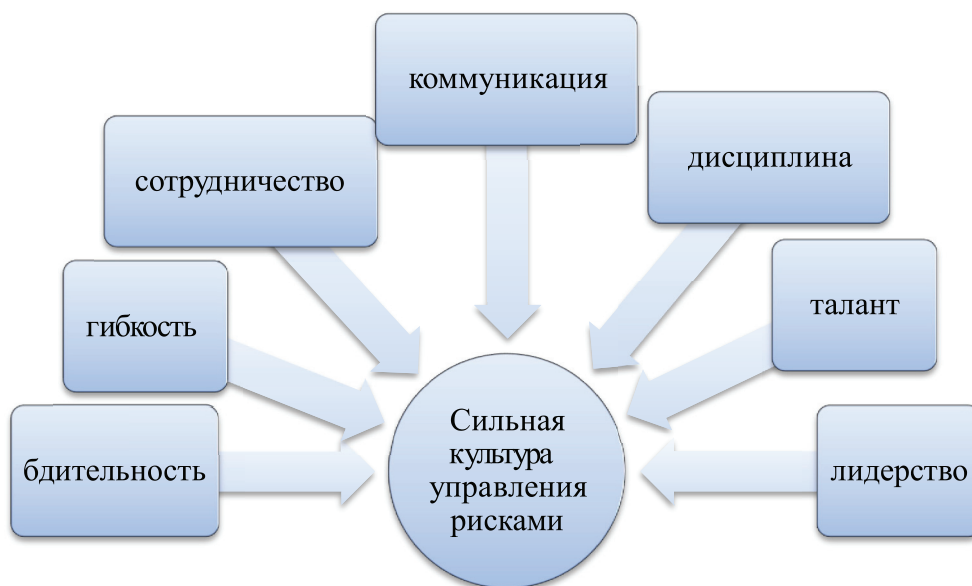 коммуникация
дисциплина
сотрудничество
талант
гибкость
Сильная
культура
управления
рисками
бдительность
лидерство